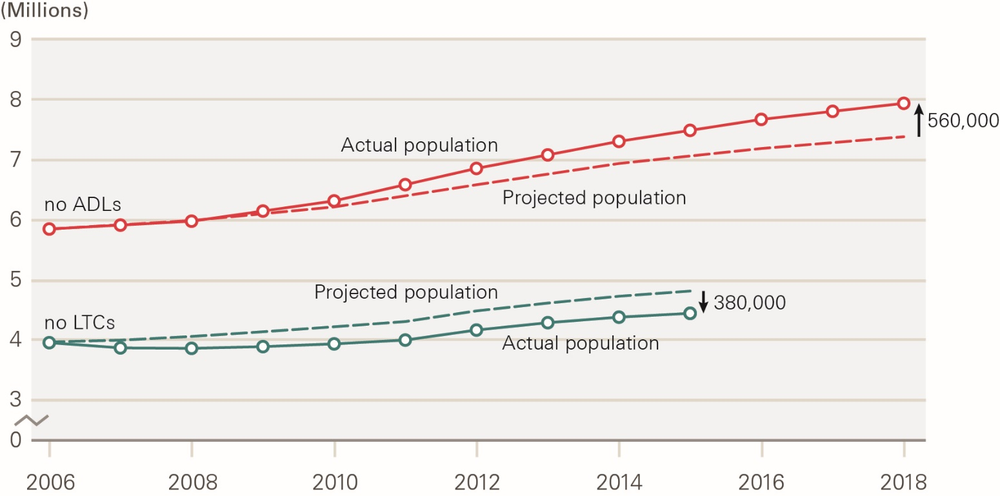 (Millions)
9
8
560,000
Actual population
7
Projected population
no ADLs
6
5
Projected population
380,000
no LTCs
4
Actual population
3
0
2006 2008 2010 2012 2014 2016 2018